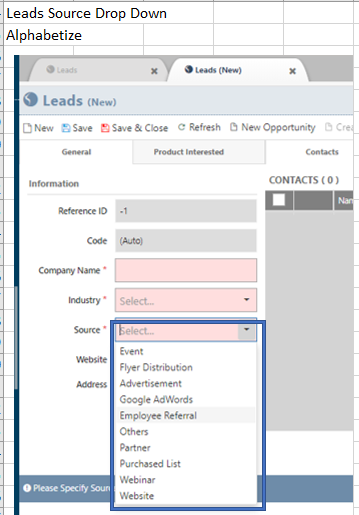 Leads Source Drop Down
Alphabetize
Leads
Leads (New)
Leads (New)
New Save Save & Close Refresh New Opportunity
General Product Interested Contacts
Information
CONTACTS ( 0 )
Reference ID -1
Code (Auto)
Company Name *
Industry * Select...
Source * Select...
Website
Address
Event
Flyer Distribution
Advertisement
Google AdWords
Employee Referral
Others
Partner
Purchased List
Webinar
Website
Please Specify Sour